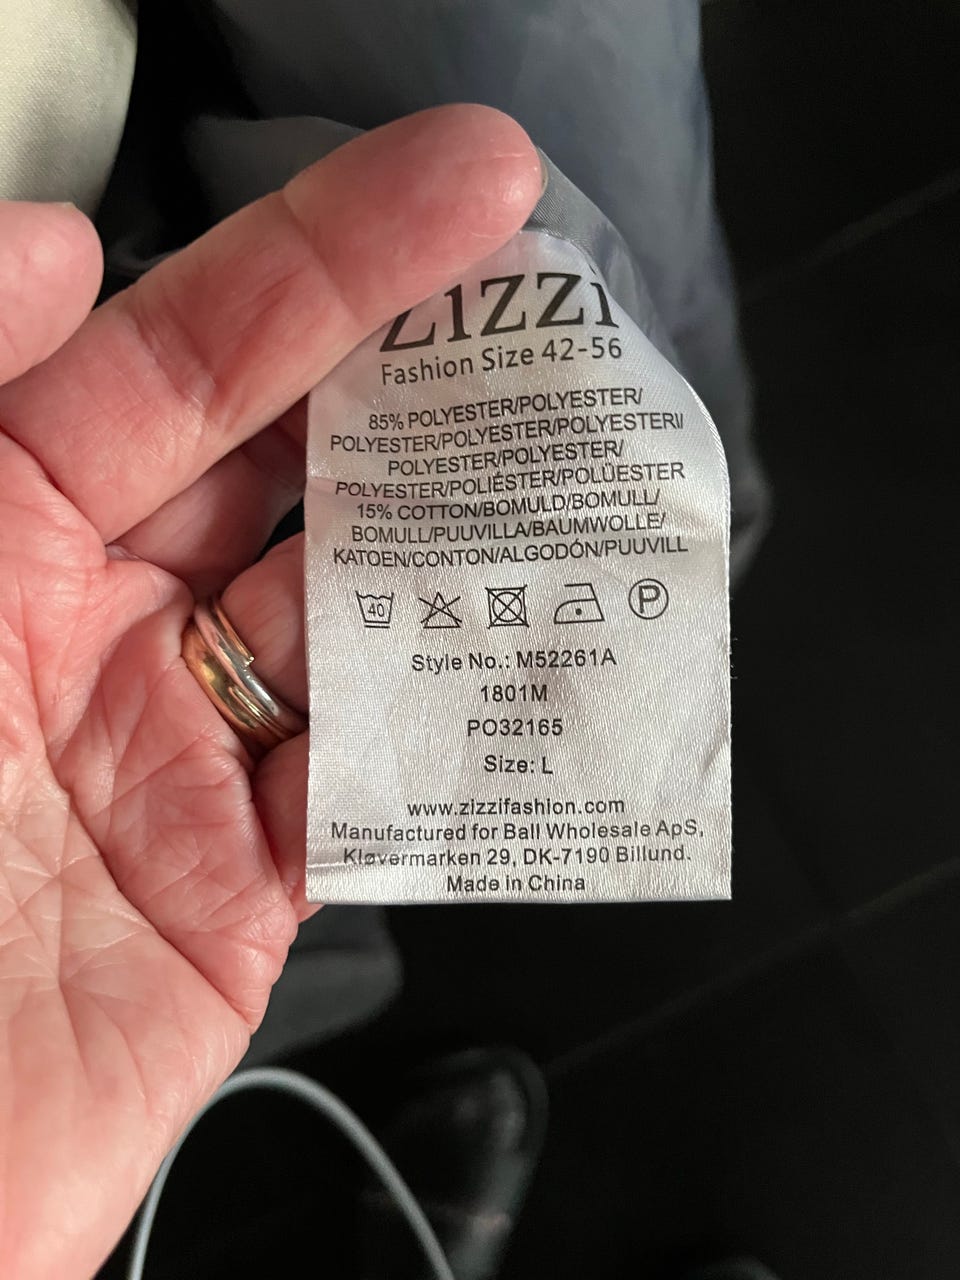 Zizzi
Fashion Size 42-56
85% POLYESTER/POLYESTER/
POLYESTER/POLYESTER/POLYESTERI/
POLYESTER/POLYESTER/
POLYESTER/POLIÉSTER/POLÜESTER
15% COTTON/BOMULD/BOMULL/
BOMULL/PUUVILLA/BAUMWOLLE/
KATOEN/CONTON/ALGODÓN/PUUVILL
40 P
Style No.: M52261A
1801M
PO32165
Size: L
www.zizzifashion.com
Manufactured for Ball Wholesale ApS,
Kløvermarken 29, DK-7190 Billund.
Made in China